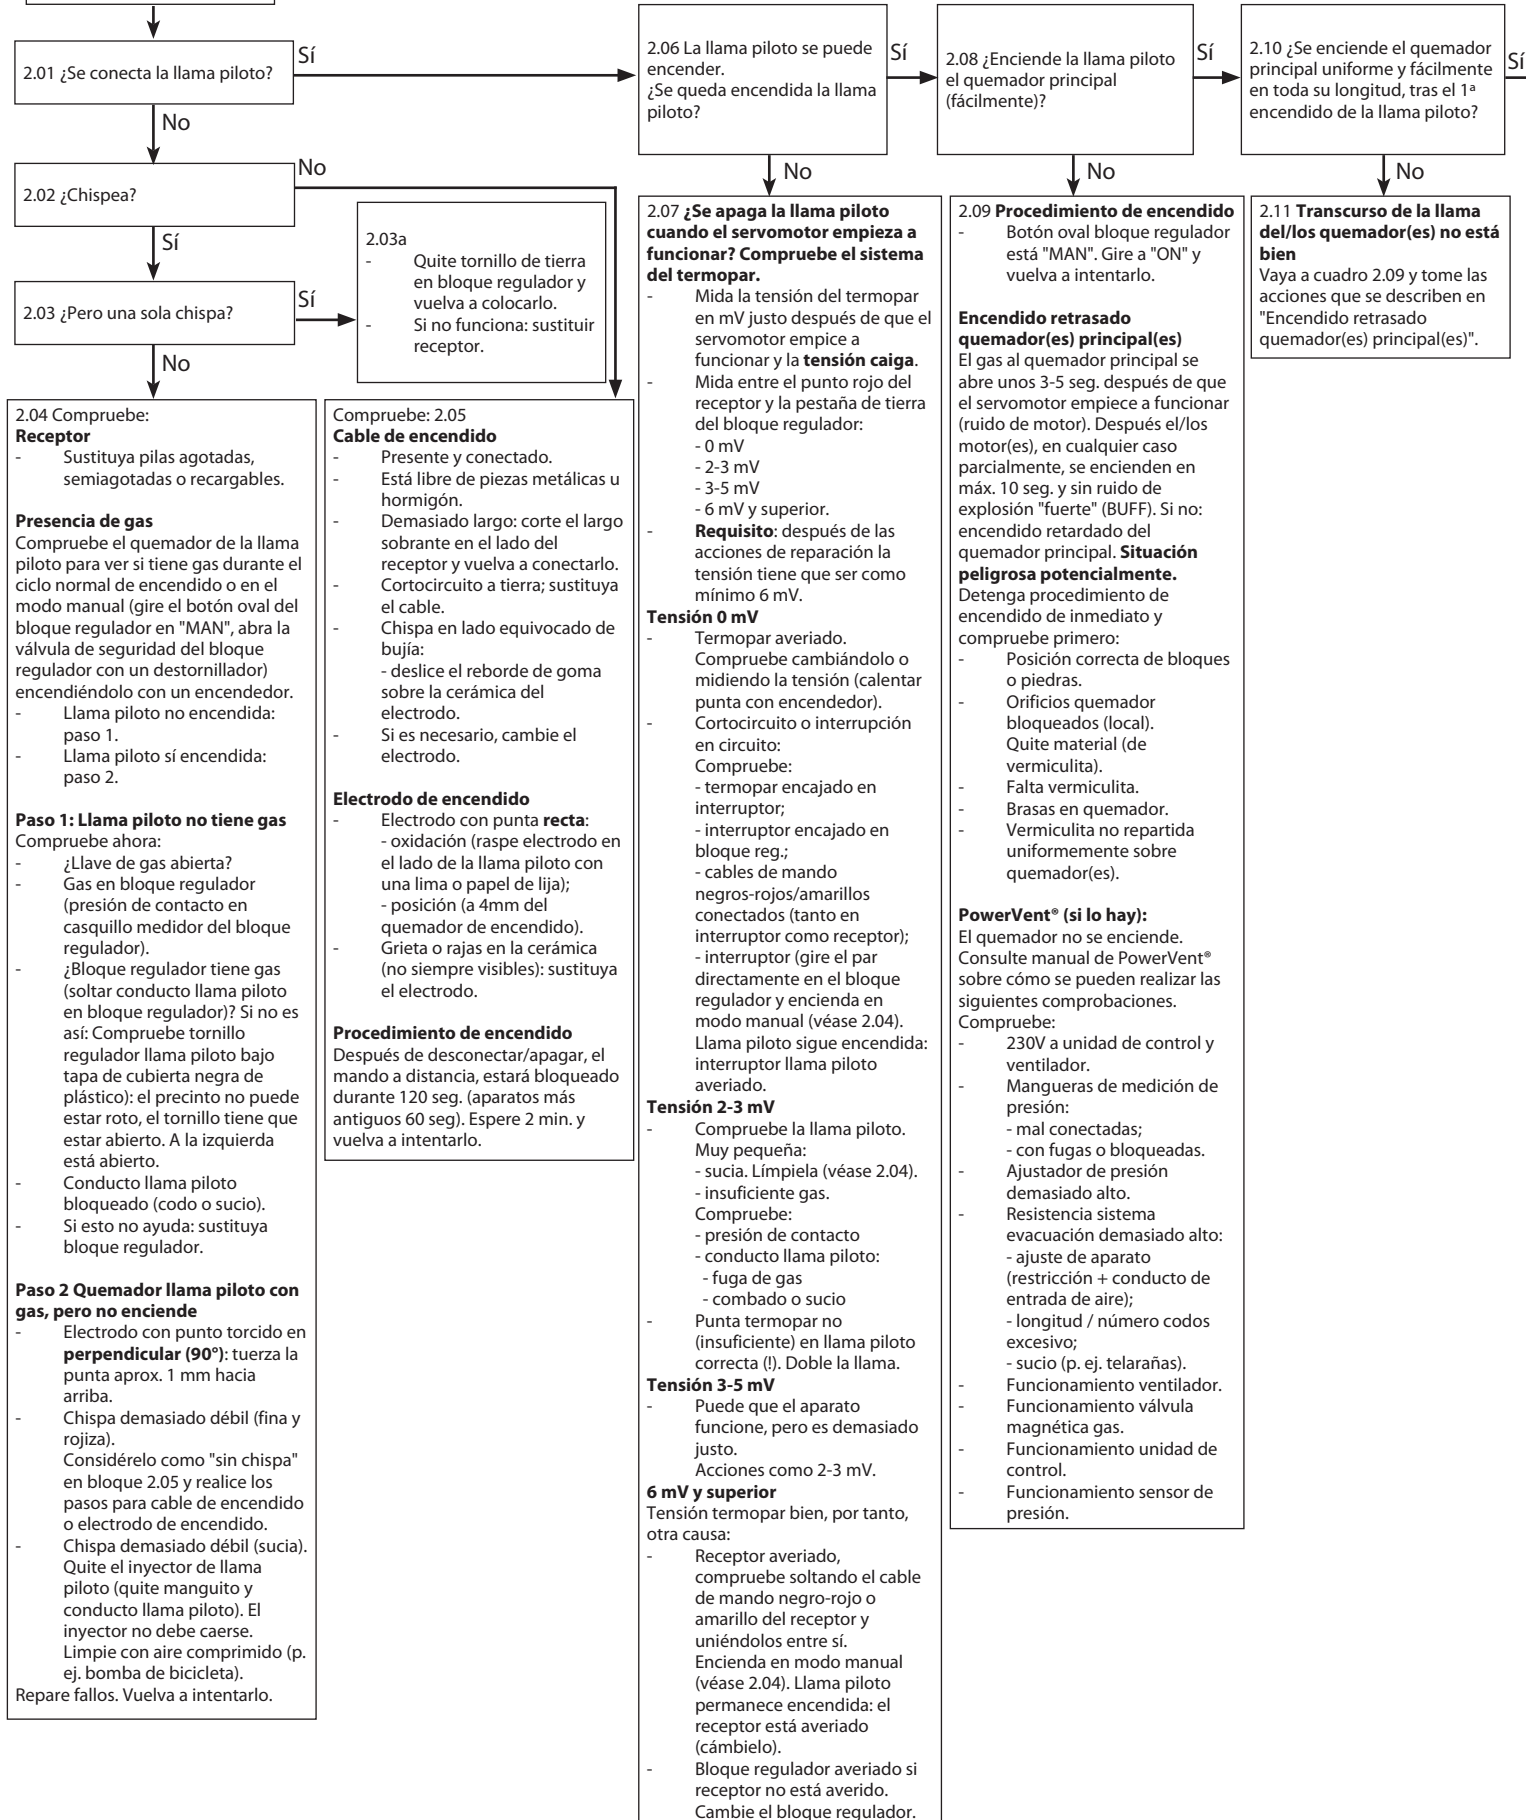 2.01 ¿Se conecta la llama piloto?
Sí
No
2.02 ¿Chispea?
No
Sí
2.03 ¿Pero una sola chispa?
Sí
No
2.03a
- Quite tornillo de tierra
en bloque regulador y
vuelva a colocarlo.
- Si no funciona: sustituir
receptor.
2.04 Compruebe:
Receptor
- Sustituya pilas agotadas,
semiagotadas o recargables.
Presencia de gas
Compruebe el quemador de la llama
piloto para ver si tiene gas durante el
ciclo normal de encendido o en el
modo manual (gire el botón oval del
bloque regulador en "MAN", abra la
válvula de seguridad del bloque
regulador con un destornillador)
encendiéndolo con un encendedor.
- Llama piloto no encendida:
paso 1.
- Llama piloto sí encendida:
paso 2.
Paso 1: Llama piloto no tiene gas
Compruebe ahora:
- ¿Llave de gas abierta?
- Gas en bloque regulador
(presión de contacto en
casquillo medidor del bloque
regulador).
- ¿Bloque regulador tiene gas
(soltar conducto llama piloto
en bloque regulador)? Si no es
así: Compruebe tornillo
regulador llama piloto bajo
tapa de cubierta negra de
plástico): el precinto no puede
estar roto, el tornillo tiene que
estar abierto. A la izquierda
está abierto.
- Conducto llama piloto
bloqueado (codo o sucio).
- Si esto no ayuda: sustituya
bloque regulador.
Paso 2 Quemador llama piloto con
gas, pero no enciende
- Electrodo con punto torcido en
perpendicular (90°): tuerza la
punta aprox. 1 mm hacia
arriba.
- Chispa demasiado débil (fina y
rojiza).
Considérelo como "sin chispa"
en bloque 2.05 y realice los
pasos para cable de encendido
o electrodo de encendido.
- Chispa demasiado débil (sucia).
Quite el inyector de llama
piloto (quite manguito y
conducto llama piloto). El
inyector no debe caerse.
Limpie con aire comprimido (p.
ej. bomba de bicicleta).
Repare fallos. Vuelva a intentarlo.
Compruebe: 2.05
Cable de encendido
- Presente y conectado.
- Está libre de piezas metálicas u
hormigón.
- Demasiado largo: corte el largo
sobrante en el lado del
receptor y vuelva a conectarlo.
- Cortocircuito a tierra; sustituya
el cable.
- Chispa en lado equivocado de
bujía:
- deslice el reborde de goma
sobre la cerámica del
electrodo.
- Si es necesario, cambie el
electrodo.
Electrodo de encendido
- Electrodo con punta recta:
- oxidación (raspe electrodo en
el lado de la llama piloto con
una lima o papel de lija);
- posición (a 4mm del
quemador de encendido).
- Grieta o rajas en la cerámica
(no siempre visibles): sustituya
el electrodo.
Procedimiento de encendido
Después de desconectar/apagar, el
mando a distancia, estará bloqueado
durante 120 seg. (aparatos más
antiguos 60 seg). Espere 2 min. y
vuelva a intentarlo.
2.06 La llama piloto se puede
encender.
¿Se queda encendida la llama
piloto?
Sí
No
2.07 ¿Se apaga la llama piloto
cuando el servomotor empieza a
funcionar? Compruebe el sistema
del termopar.
- Mida la tensión del termopar
en mV justo después de que el
servomotor empice a
funcionar y la tensión caiga.
- Mida entre el punto rojo del
receptor y la pestaña de tierra
del bloque regulador:
- 0 mV
- 2-3 mV
- 3-5 mV
- 6 mV y superior.
- Requisito: después de las
acciones de reparación la
tensión tiene que ser como
mínimo 6 mV.
Tensión 0 mV
- Termopar averiado.
Compruebe cambiándolo o
midiendo la tensión (calentar
punta con encendedor).
- Cortocircuito o interrupción
en circuito:
Compruebe:
- termopar encajado en
interruptor;
- interruptor encajado en
bloque reg.;
- cables de mando
negros-rojos/amarillos
conectados (tanto en
interruptor como receptor);
- interruptor (gire el par
directamente en el bloque
regulador y encienda en
modo manual (véase 2.04).
Llama piloto sigue encendida:
interruptor llama piloto
averiado.
Tensión 2-3 mV
- Compruebe la llama piloto.
Muy pequeña:
- sucia. Límpiela (véase 2.04).
- insuficiente gas.
Compruebe:
- presión de contacto
- conducto llama piloto:
- fuga de gas
- combado o sucio
- Punta termopar no
(insuficiente) en llama piloto
correcta (!). Doble la llama.
Tensión 3-5 mV
- Puede que el aparato
funcione, pero es demasiado
justo.
Acciones como 2-3 mV.
6 mV y superior
Tensión termopar bien, por tanto,
otra causa:
- Receptor averiado,
compruebe soltando el cable
de mando negro-rojo o
amarillo del receptor y
uniéndolos entre sí.
Encienda en modo manual
(véase 2.04). Llama piloto
permanece encendida: el
receptor está averiado
(cámbielo).
- Bloque regulador averiado si
receptor no está averido.
Cambie el bloque regulador.
2.08 ¿Enciende la llama piloto
el quemador principal
(fácilmente)?
Sí
No
2.09 Procedimiento de encendido
- Botón oval bloque regulador
está "MAN". Gire a "ON" y
vuelva a intentarlo.
Encendido retrasado
quemador(es) principal(es)
El gas al quemador principal se
abre unos 3-5 seg. después de que
el servomotor empiece a funcionar
(ruido de motor). Después el/los
motor(es), en cualquier caso
parcialmente, se encienden en
máx. 10 seg. y sin ruido de
explosión "fuerte" (BUFF). Si no:
encendido retardado del
quemador principal. Situación
peligrosa potencialmente.
Detenga procedimiento de
encendido de inmediato y
compruebe primero:
- Posición correcta de bloques
o piedras.
- Orificios quemador
bloqueados (local).
Quite material (de
vermiculita).
- Falta vermiculita.
- Brasas en quemador.
- Vermiculita no repartida
uniformemente sobre
quemador(es).
PowerVent® (si lo hay):
El quemador no se enciende.
Consulte manual de PowerVent®
sobre cómo se pueden realizar las
siguientes comprobaciones.
Compruebe:
- 230V a unidad de control y
ventilador.
- Mangueras de medición de
presión:
- mal conectadas;
- con fugas o bloqueadas.
- Ajustador de presión
demasiado alto.
- Resistencia sistema
evacuación demasiado alto:
- ajuste de aparato
(restricción + conducto de
entrada de aire);
- longitud / número codos
excesivo;
- sucio (p. ej. telarañas).
- Funcionamiento ventilador.
- Funcionamiento válvula
magnética gas.
- Funcionamiento unidad de
control.
- Funcionamiento sensor de
presión.
2.10 ¿Se enciende el quemador
principal uniforme y fácilmente
en toda su longitud, tras el 1ª
encendido de la llama piloto?
Sí
No
2.11 Transcurso de la llama
del/los quemador(es) no está
bien
Vaya a cuadro 2.09 y tome las
acciones que se describen en
"Encendido retrasado
quemador(es) principal(es)".